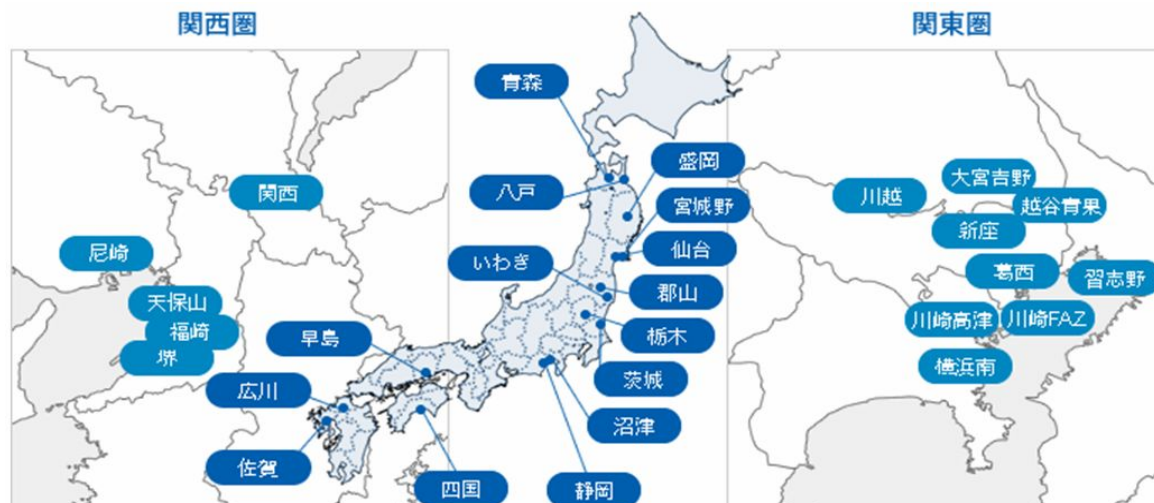 関西圏
関東圏
関西
尼崎
天保山
福崎
堺
青森
八戸
盛岡
宮城野
仙台
いわき
郡山
栃木
早島
茨城
広川
沼津
佐賀
四国
静岡
川越
大宮吉野
越谷青果
新座
葛西
習志野
川崎高津
川崎FAZ
横浜南